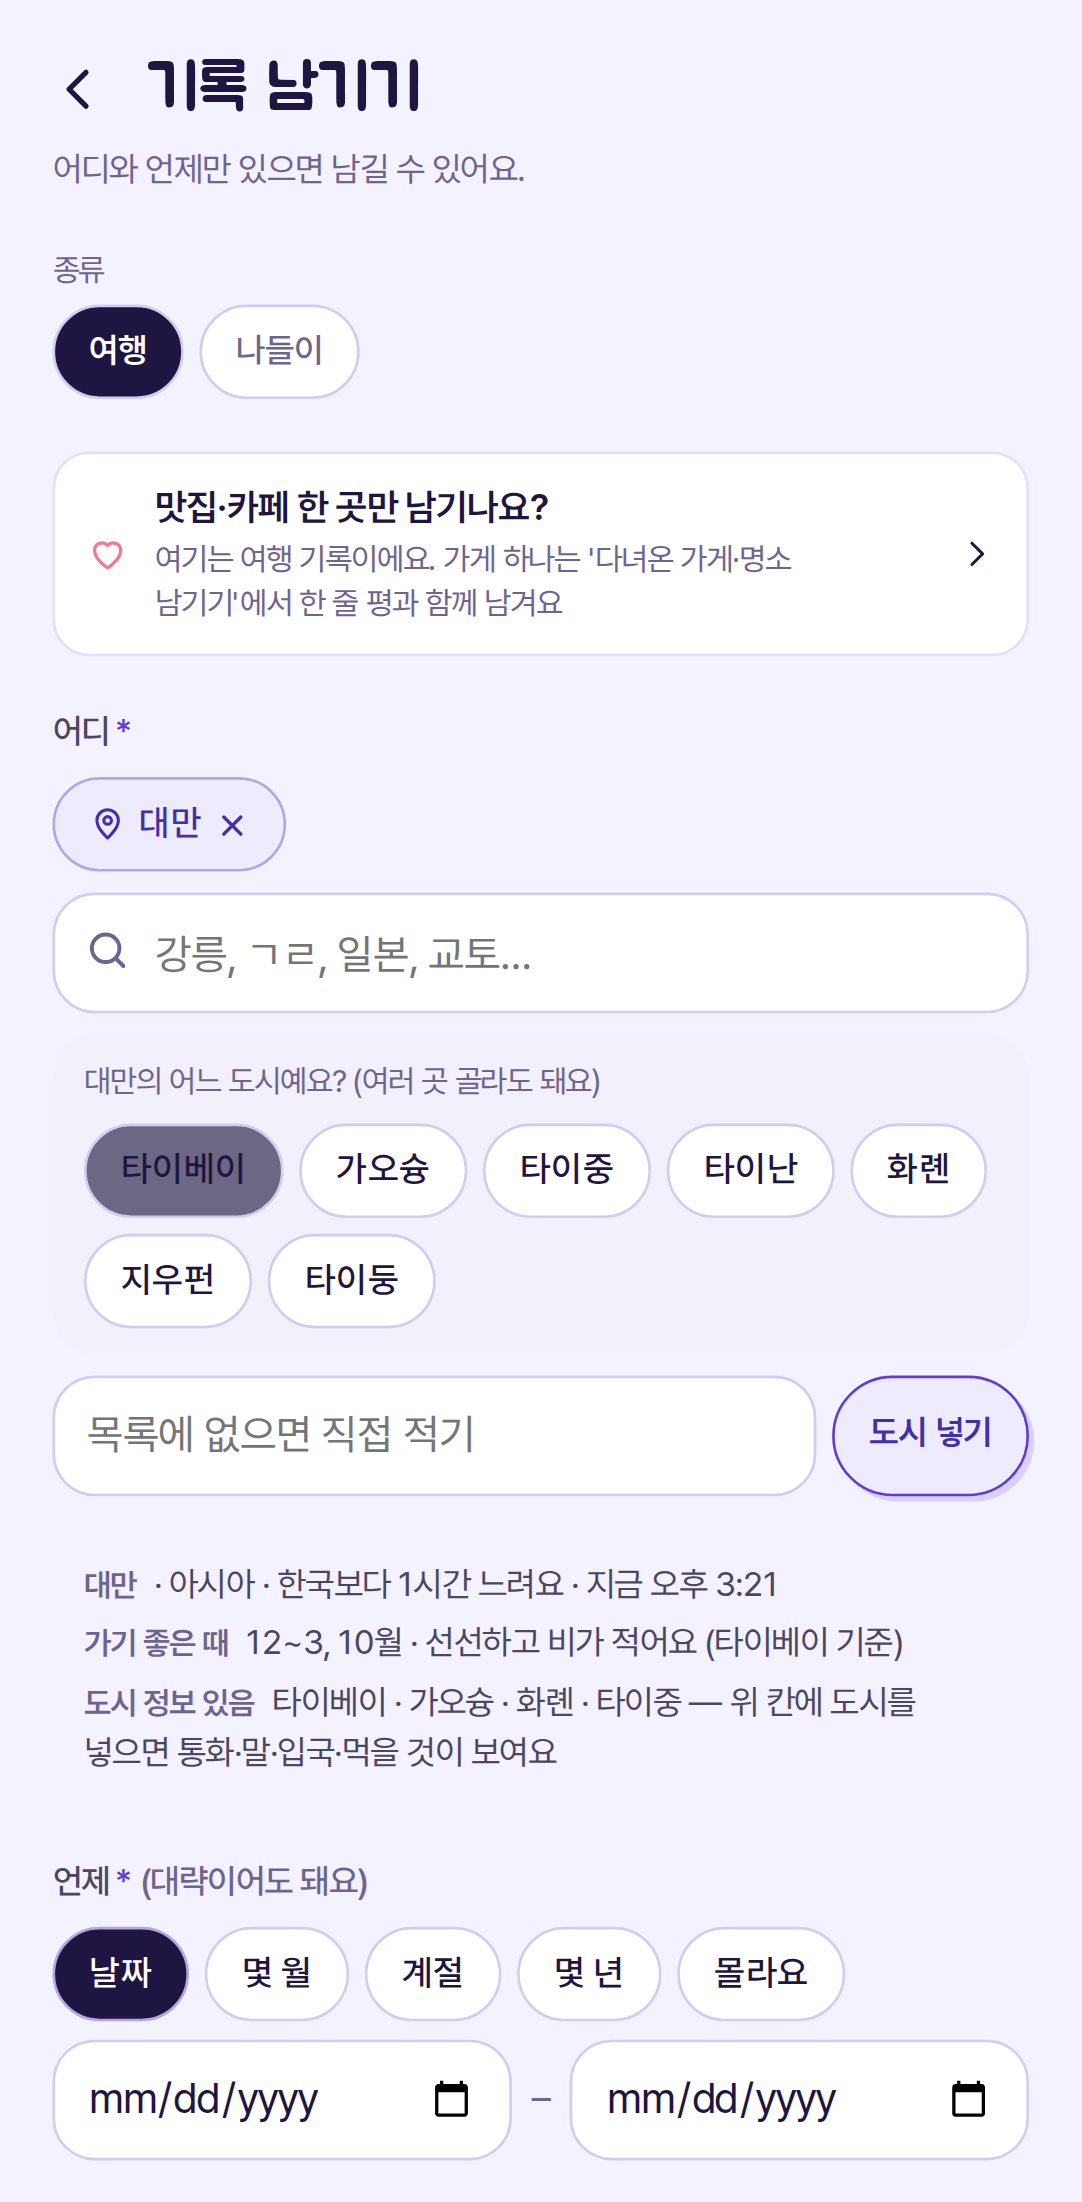 기록 남기기
어디와 언제만 있으면 남길 수 있어요.
종류
여행 나들이
맛집·카페 한 곳만 남기나요?
여기는 여행 기록이에요. 가게 하나는 '다녀온 가게·명소
남기기'에서 한 줄 평과 함께 남겨요
어디 *
대만
강릉, ㄱㄹ, 일본, 교토...
대만의 어느 도시예요? (여러 곳 골라도 돼요)
타이베이 가오슝 타이중 타이난 화롄
지우펀 타이둥
목록에 없으면 직접 적기 도시 넣기
대만 · 아시아 · 한국보다 1시간 느려요 · 지금 오후 3:21
가기 좋은 때 12~3, 10월 · 선선하고 비가 적어요 (타이베이 기준)
도시 정보 있음 타이베이 · 가오슝 · 화롄 · 타이중 — 위 칸에 도시를
넣으면 통화·말·입국·먹을 것이 보여요
언제 * (대략이어도 돼요)
날짜 몇 월 계절 몇 년 몰라요
mm/dd/yyyy – mm/dd/yyyy